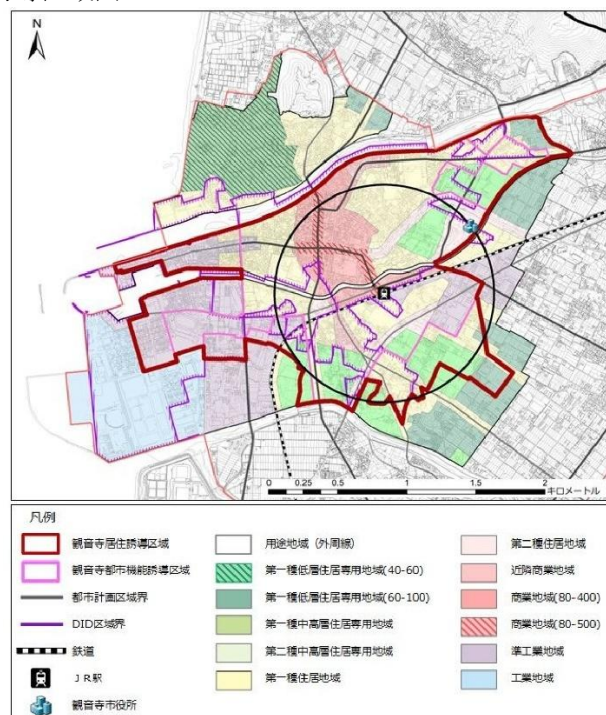 N
0 0.25 0.5 1 1.5 2
キロメートル
凡例
観音寺居住誘導区域
観音寺都市機能誘導区域
都市計画区域界
DID区域界
鉄道
JR駅
観音寺市役所
用途地域（外周線）
第一種低層住居専用地域(40-60)
第一種低層住居専用地域(60-100)
第一種中高層住居専用地域
第二種中高層住居専用地域
第一種住居地域
第二種住居地域
近隣商業地域
商業地域(80-400)
商業地域(80-500)
準工業地域
工業地域